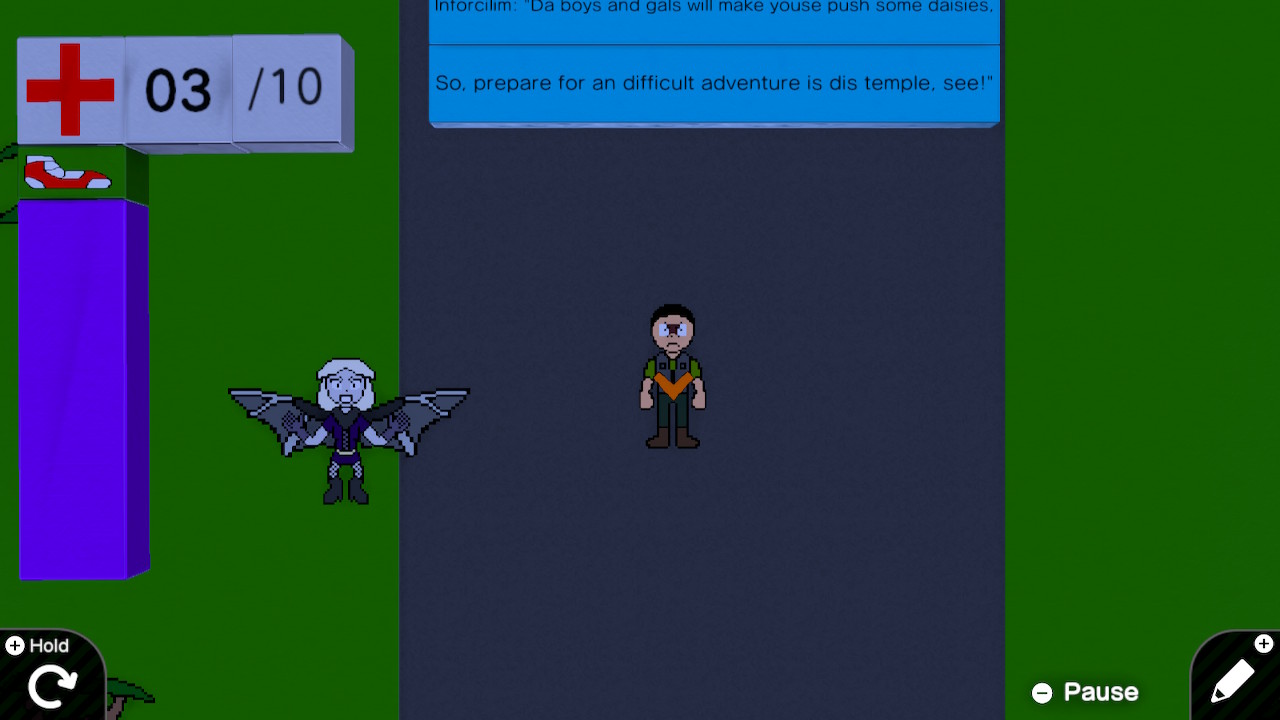 Inforcilim: "Da boys and gals will make youse push some daisies,
So, prepare for an difficult adventure is dis temple, see!"
03 /10
Hold
Pause